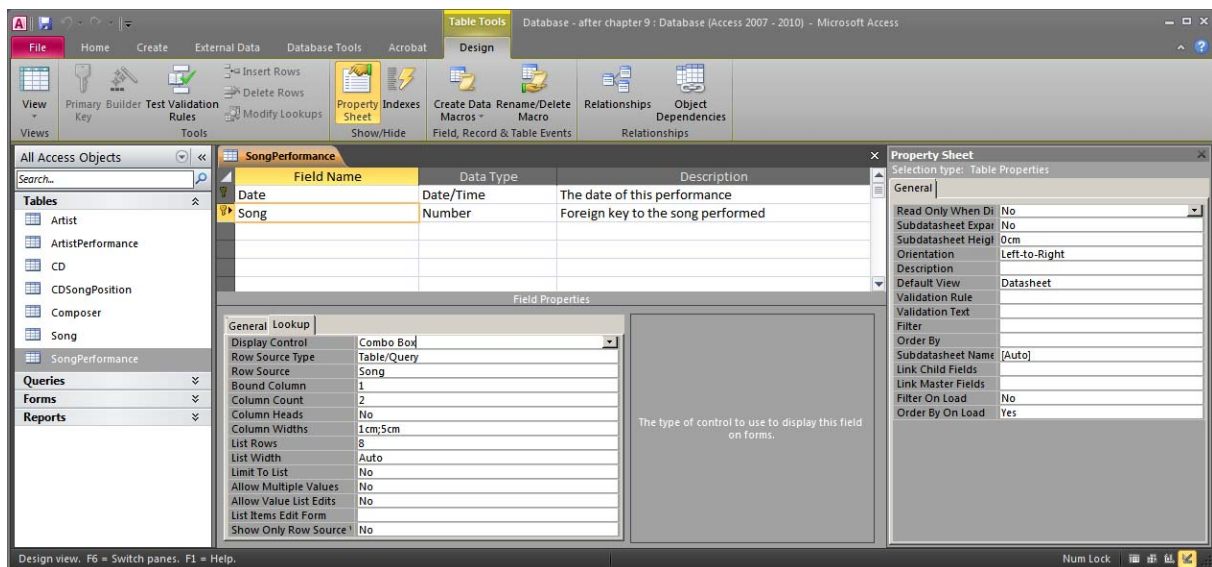 Table Tools Database - after chapter 9 : Database (Access 2007 - 2010) - Microsoft Access
File Home Create External Data Database Tools Acrobat Design
View
Primary Key
Builder
Test Validation Rules
Insert Rows
Delete Rows
Modify Lookups
Property Sheet
Indexes
Create Data Macros
Rename/Delete Macro
Relationships
Object Dependencies
Views Tools Show/Hide Field, Record & Table Events Relationships
All Access Objects
Search...
Tables
Artist
ArtistPerformance
CD
CDSongPosition
Composer
Song
SongPerformance
Queries
Forms
Reports
SongPerformance
Field Name Data Type Description
Date Date/Time The date of this performance
Song Number Foreign key to the song performed
Field Properties
General Lookup
Display Control Combo Box
Row Source Type Table/Query
Row Source Song
Bound Column 1
Column Count 2
Column Heads No
Column Widths 1cm;5cm
List Rows 8
List Width Auto
Limit To List No
Allow Multiple Values No
Allow Value List Edits No
List Items Edit Form
Show Only Row Source V No
The type of control to use to display this field
on forms.
Property Sheet
Selection type: Table Properties
General
Read Only When Di No
Subdatasheet Expar No
Subdatasheet Heigl 0cm
Orientation Left-to-Right
Description
Default View Datasheet
Validation Rule
Validation Text
Filter
Order By
Subdatasheet Name [Auto]
Link Child Fields
Link Master Fields
Filter On Load No
Order By On Load Yes
Design view. F6 = Switch panes. F1 = Help.
Num Lock